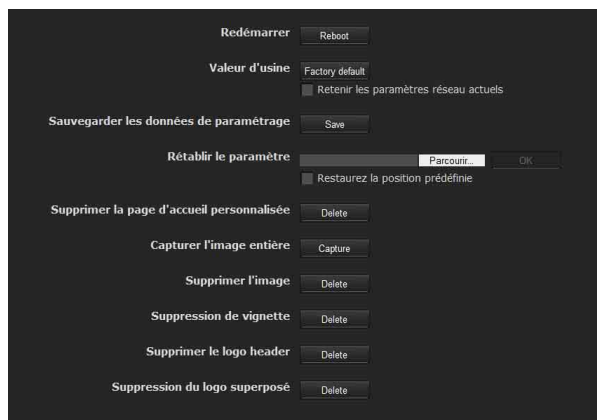 Redémarrer Reboot
Valeur d'usine Factory default
Retenir les paramètres réseau actuels
Sauvegarder les données de paramétrage Save
Rétablir le paramètre Parcourir... OK
Restaurez la position prédéfinie
Supprimer la page d'accueil personnalisée Delete
Capturer l'image entière Capture
Supprimer l'image Delete
Suppression de vignette Delete
Supprimer le logo header Delete
Suppression du logo superposé Delete